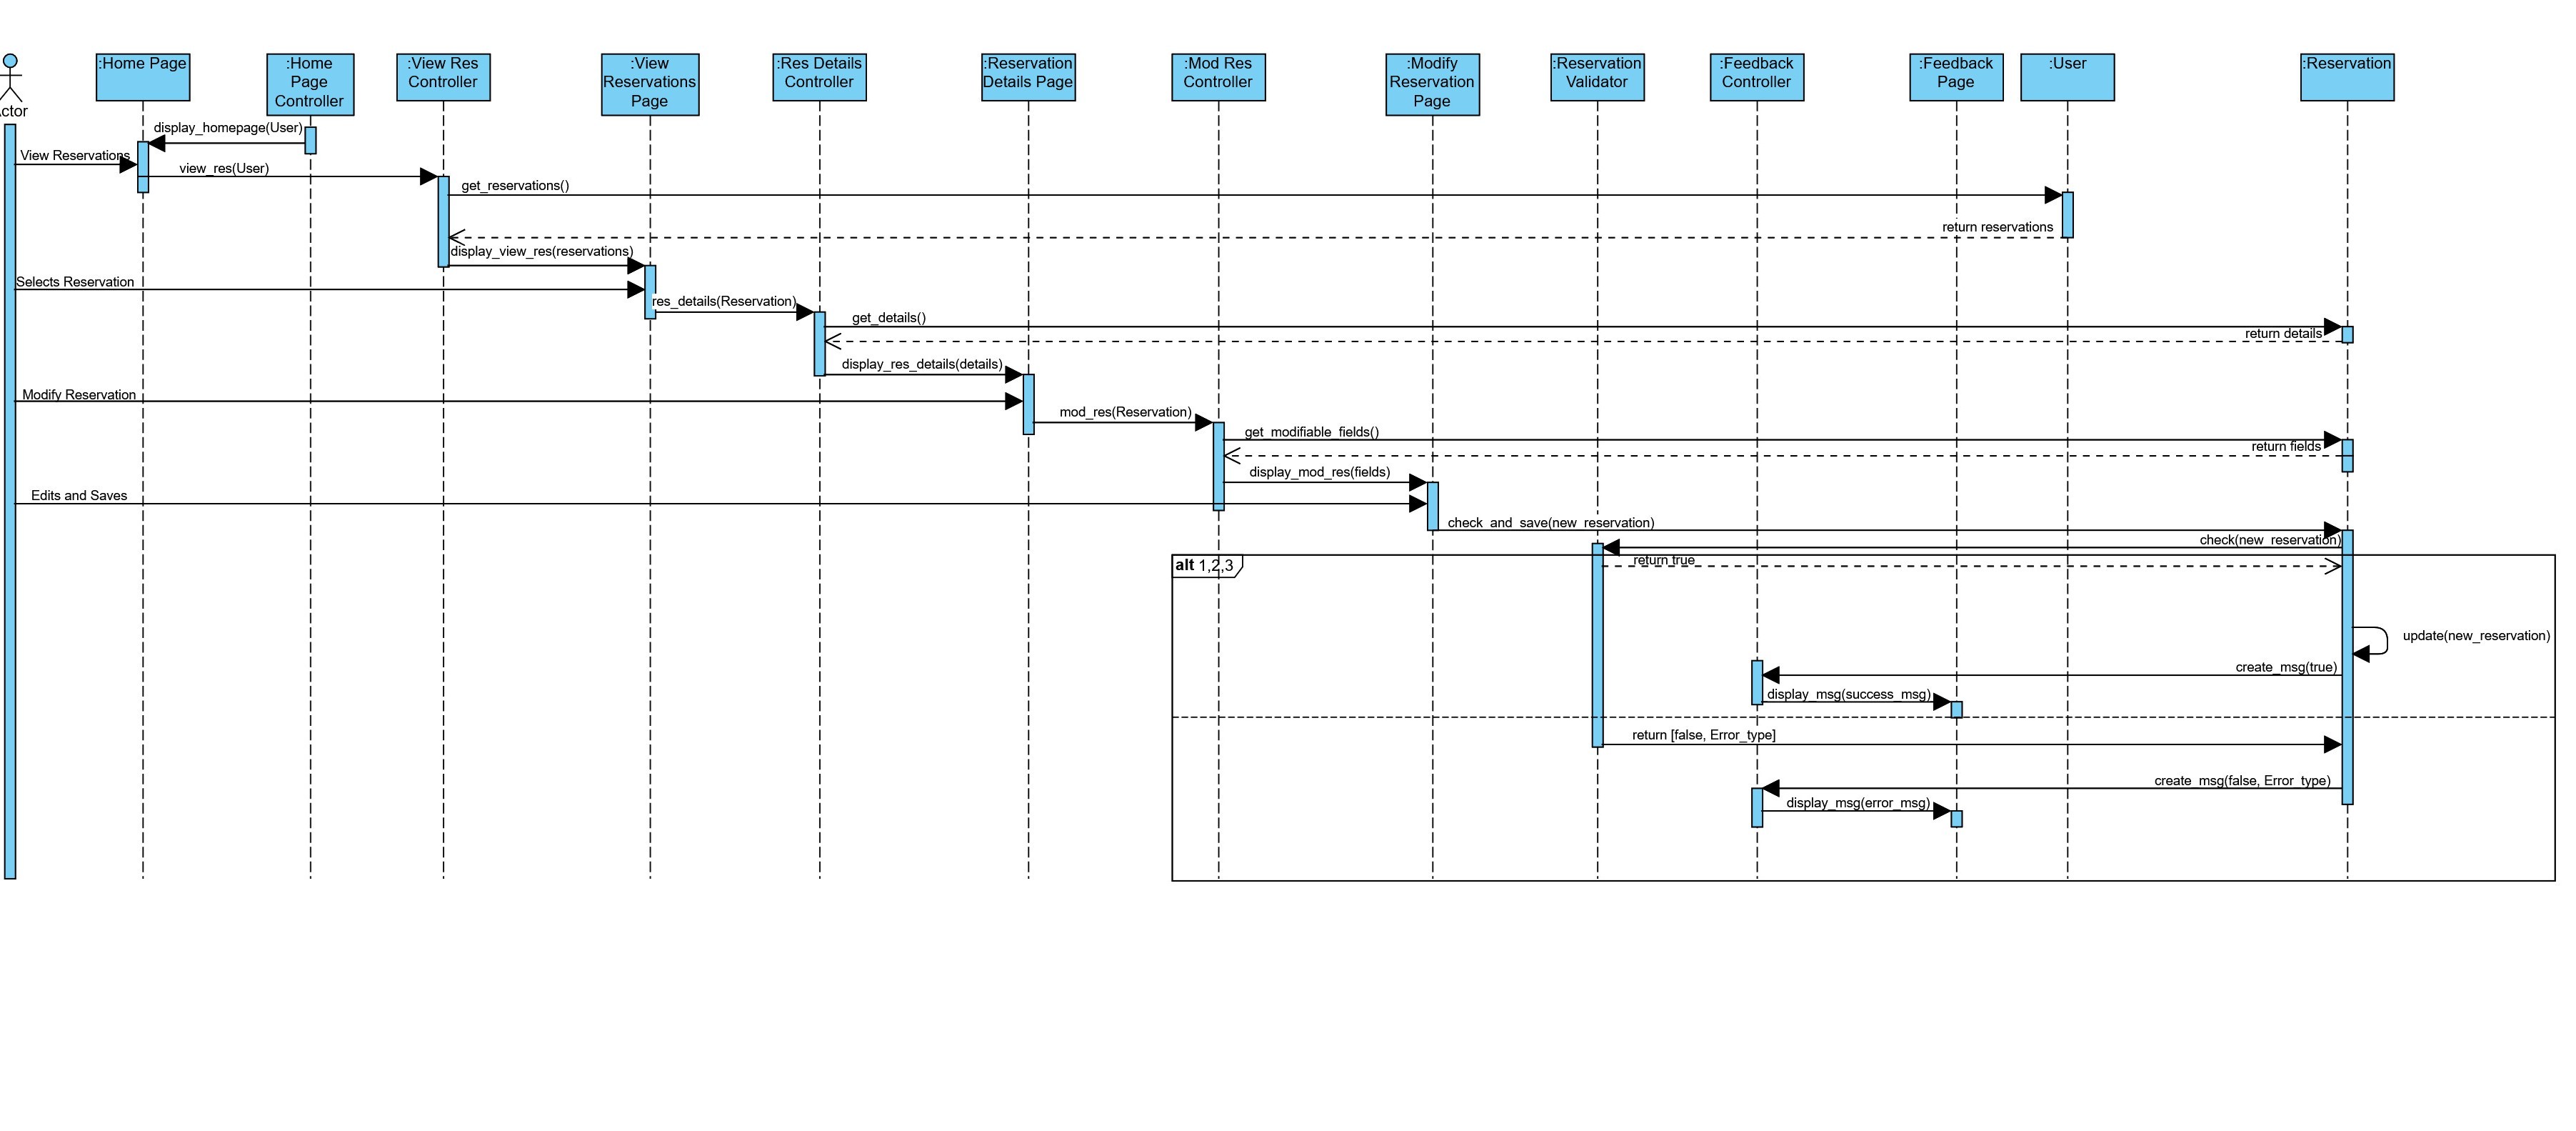 :Home Page
:Home
Page
Controller
:View Res
Controller
:View
Reservations
Page
:Res Details
Controller
:Reservation
Details Page
:Mod Res
Controller
:Modify
Reservation
Page
:Reservation
Validator
:Feedback
Controller
:Feedback
Page
:User
:Reservation
ctor
display_homepage(User)
View Reservations
view_res(User)
get_reservations()
return reservations
display_view_res(reservations)
Selects Reservation
res_details(Reservation)
get_details()
return details
display_res_details(details)
Modify Reservation
mod_res(Reservation)
get_modifiable_fields()
return fields
display_mod_res(fields)
Edits and Saves
check_and_save(new_reservation)
check(new_reservation)
alt 1,2,3
return true
update(new_reservation)
create_msg(true)
display_msg(success_msg)
return [false, Error_type]
create_msg(false, Error_type)
display_msg(error_msg)